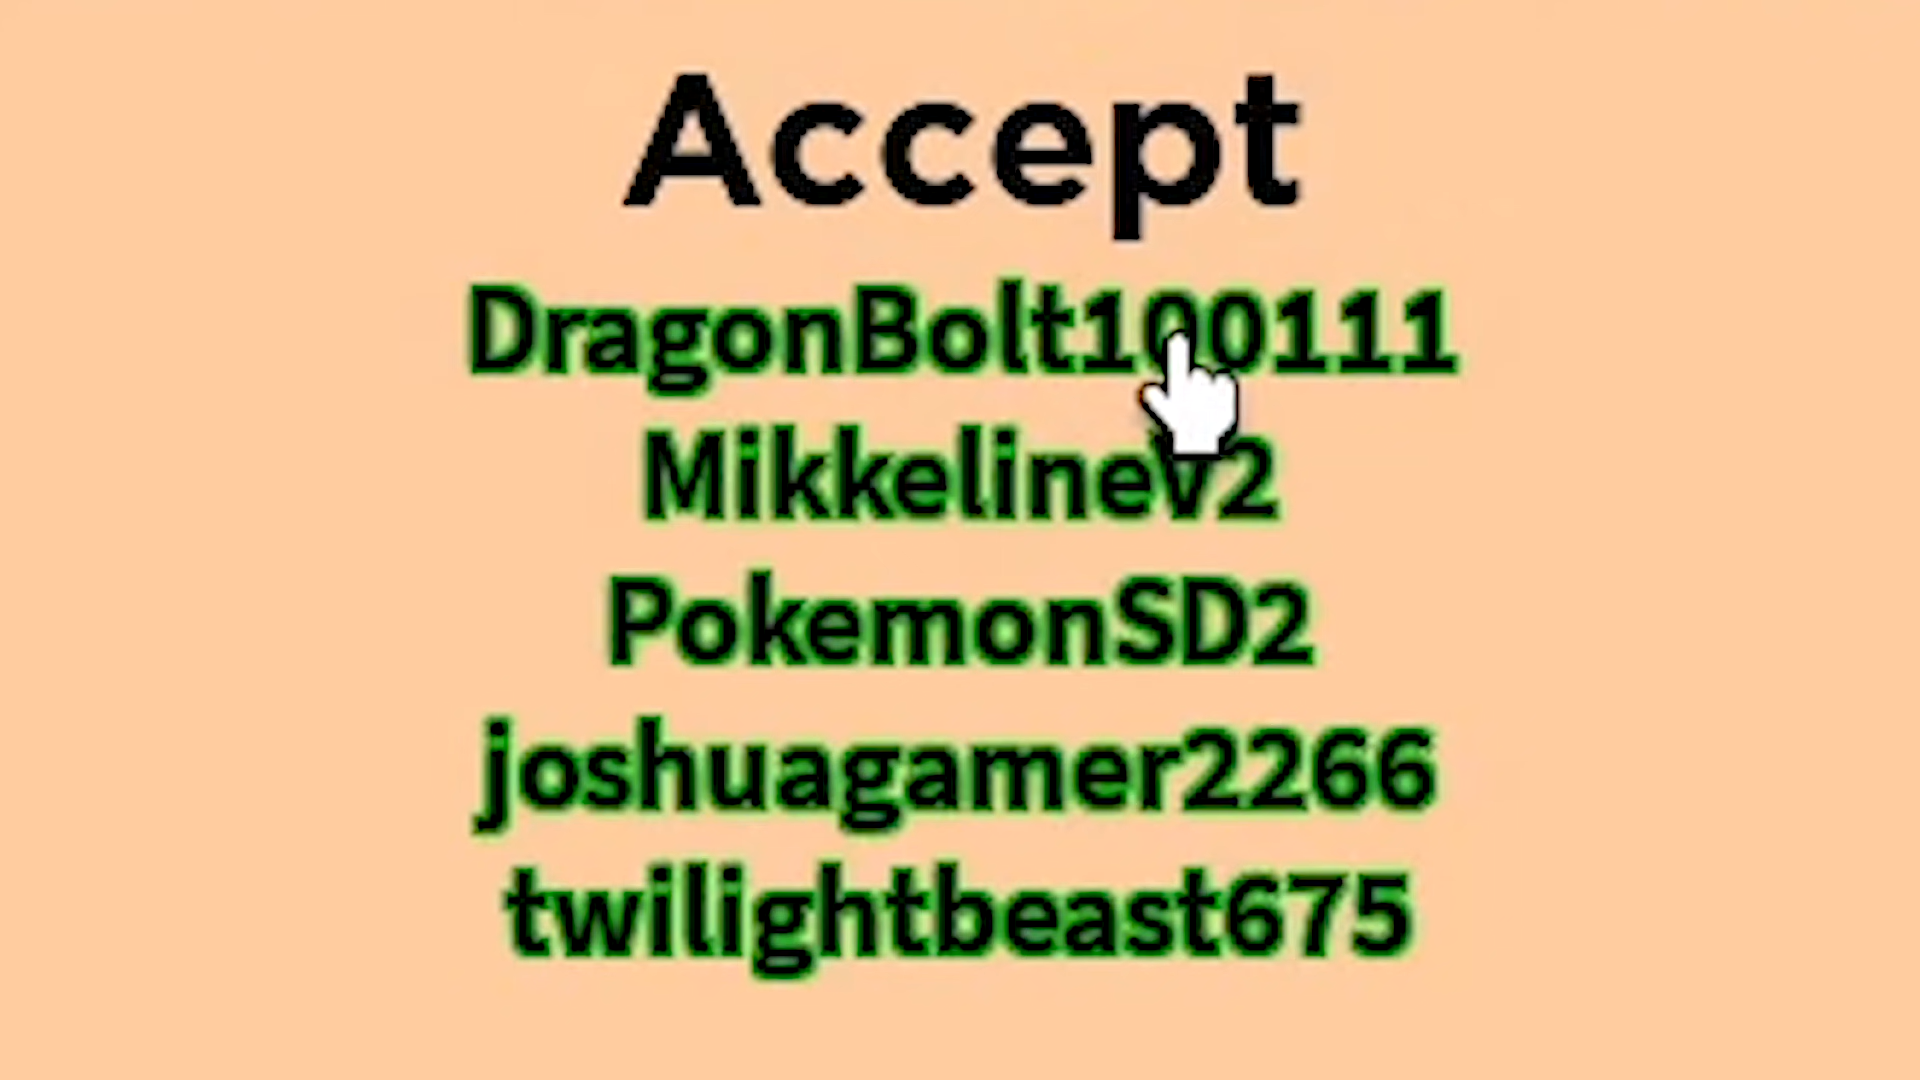 Accept
DragonBolt100111
Mikkelinev2
PokemonSD2
joshuagamer2266
twilightbeast675